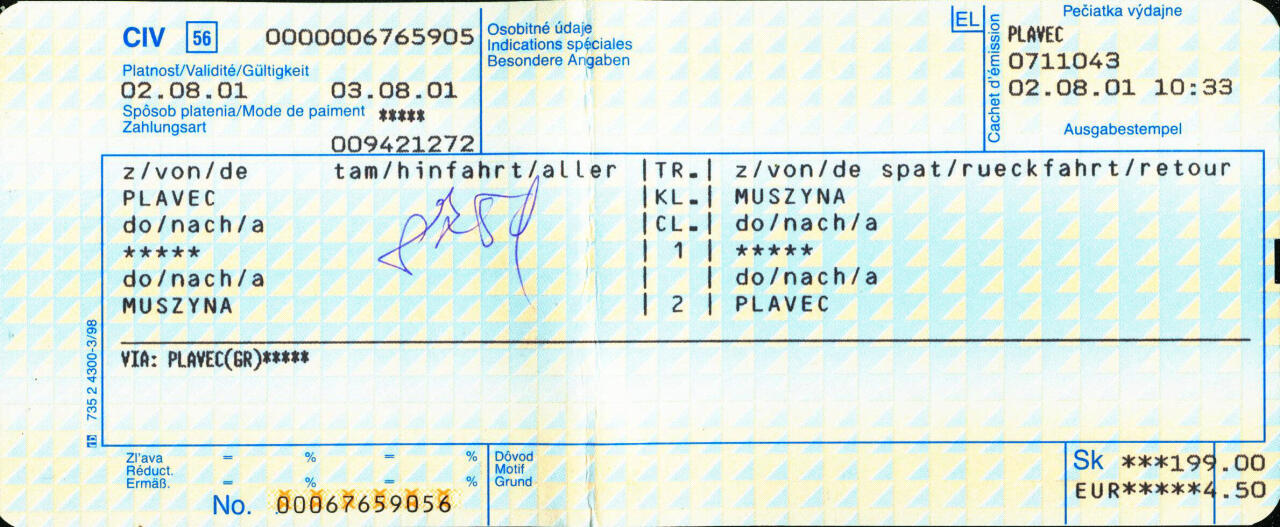 CIV 56 0000006765905
Platnosť/Validité/Gültigkeit
02.08.01 03.08.01
Spôsob platenia/Mode de paiment *****
Zahlungsart
009421272
Osobitné údaje
Indications spéciales
Besondere Angaben
EL
Cachet d'émission
Pečiatka výdajne
PLAVEC
0711043
02.08.01 10:33
Ausgabestempel
z/von/de tam/hinfahrt/aller |TR.| z/von/de spat/rueckfahrt/retour
PLAVEC |KL.| MUSZYNA
do/nach/a |CL.| do/nach/a
***** | 1 | *****
do/nach/a | | do/nach/a
MUSZYNA | 2 | PLAVEC
VIA: PLAVEC(GR)*****
735 2 4300-3/98
Zl'ava = % = %
Réduct.
Ermäß. = % = %
No. 00067659056
Dôvod
Motif
Grund
Sk ***199.00
EUR*****4.50